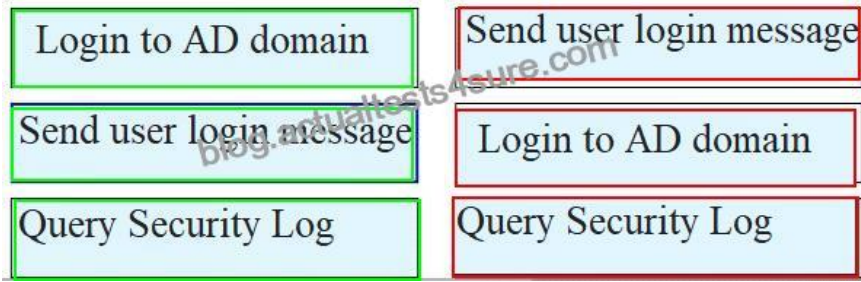 Login to AD domain
Send user login message
Send user login message
Login to AD domain
Query Security Log
Query Security Log
blog.actualtests4sure.com